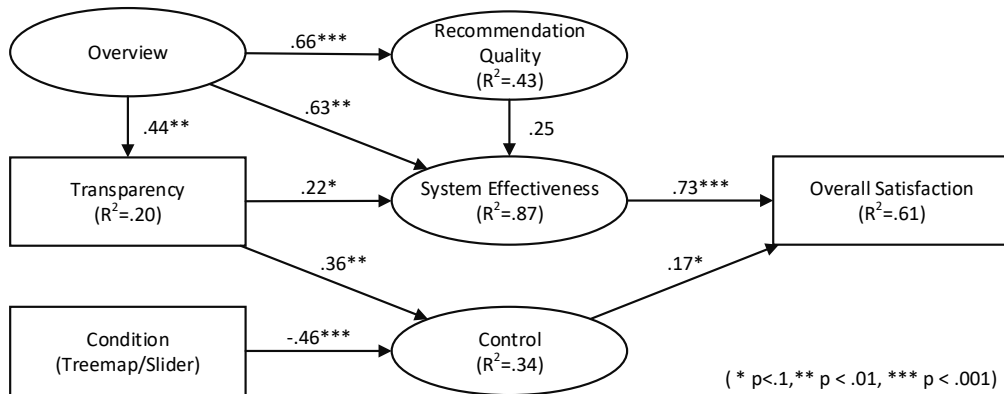 Overview
.66***
Recommendation
Quality
(R²=.43)
.63**
.44**
.25
Transparency
(R²=.20)
.22*
System Effectiveness
(R²=.87)
.73***
Overall Satisfaction
(R²=.61)
.36**
.17*
Condition
(Treemap/Slider)
-.46***
Control
(R²=.34)
( * p<.1,** p < .01, *** p < .001)